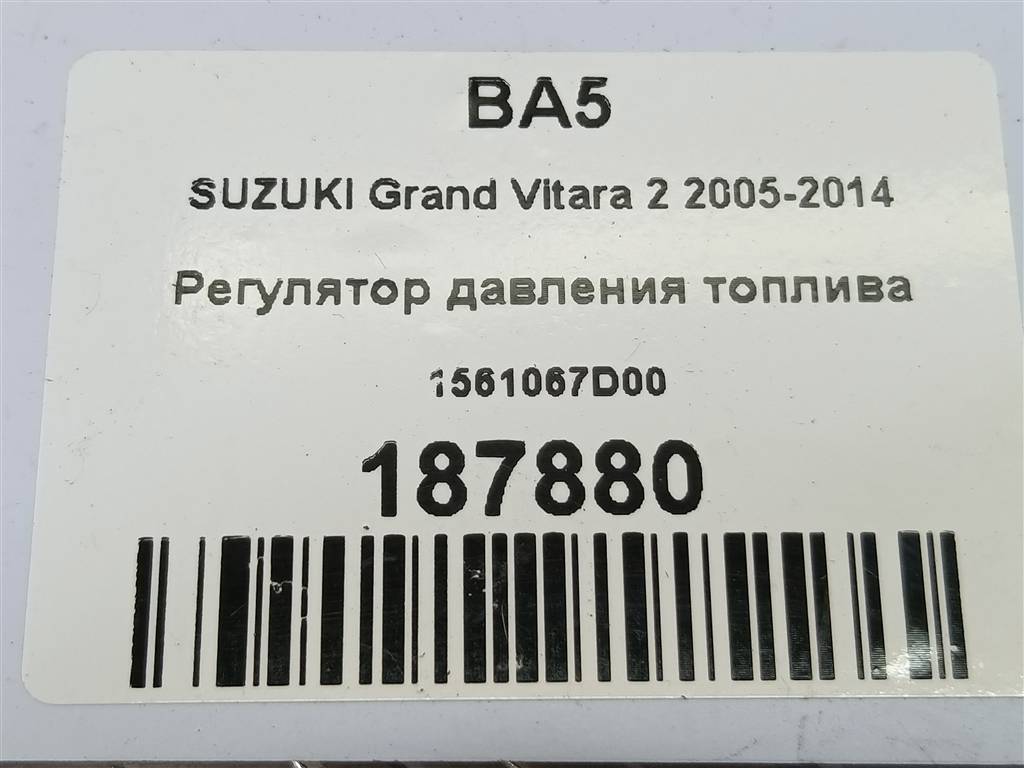 BA5
SUZUKI Grand Vitara 2 2005-2014
Регулятор давления топлива
1561067D00
187880